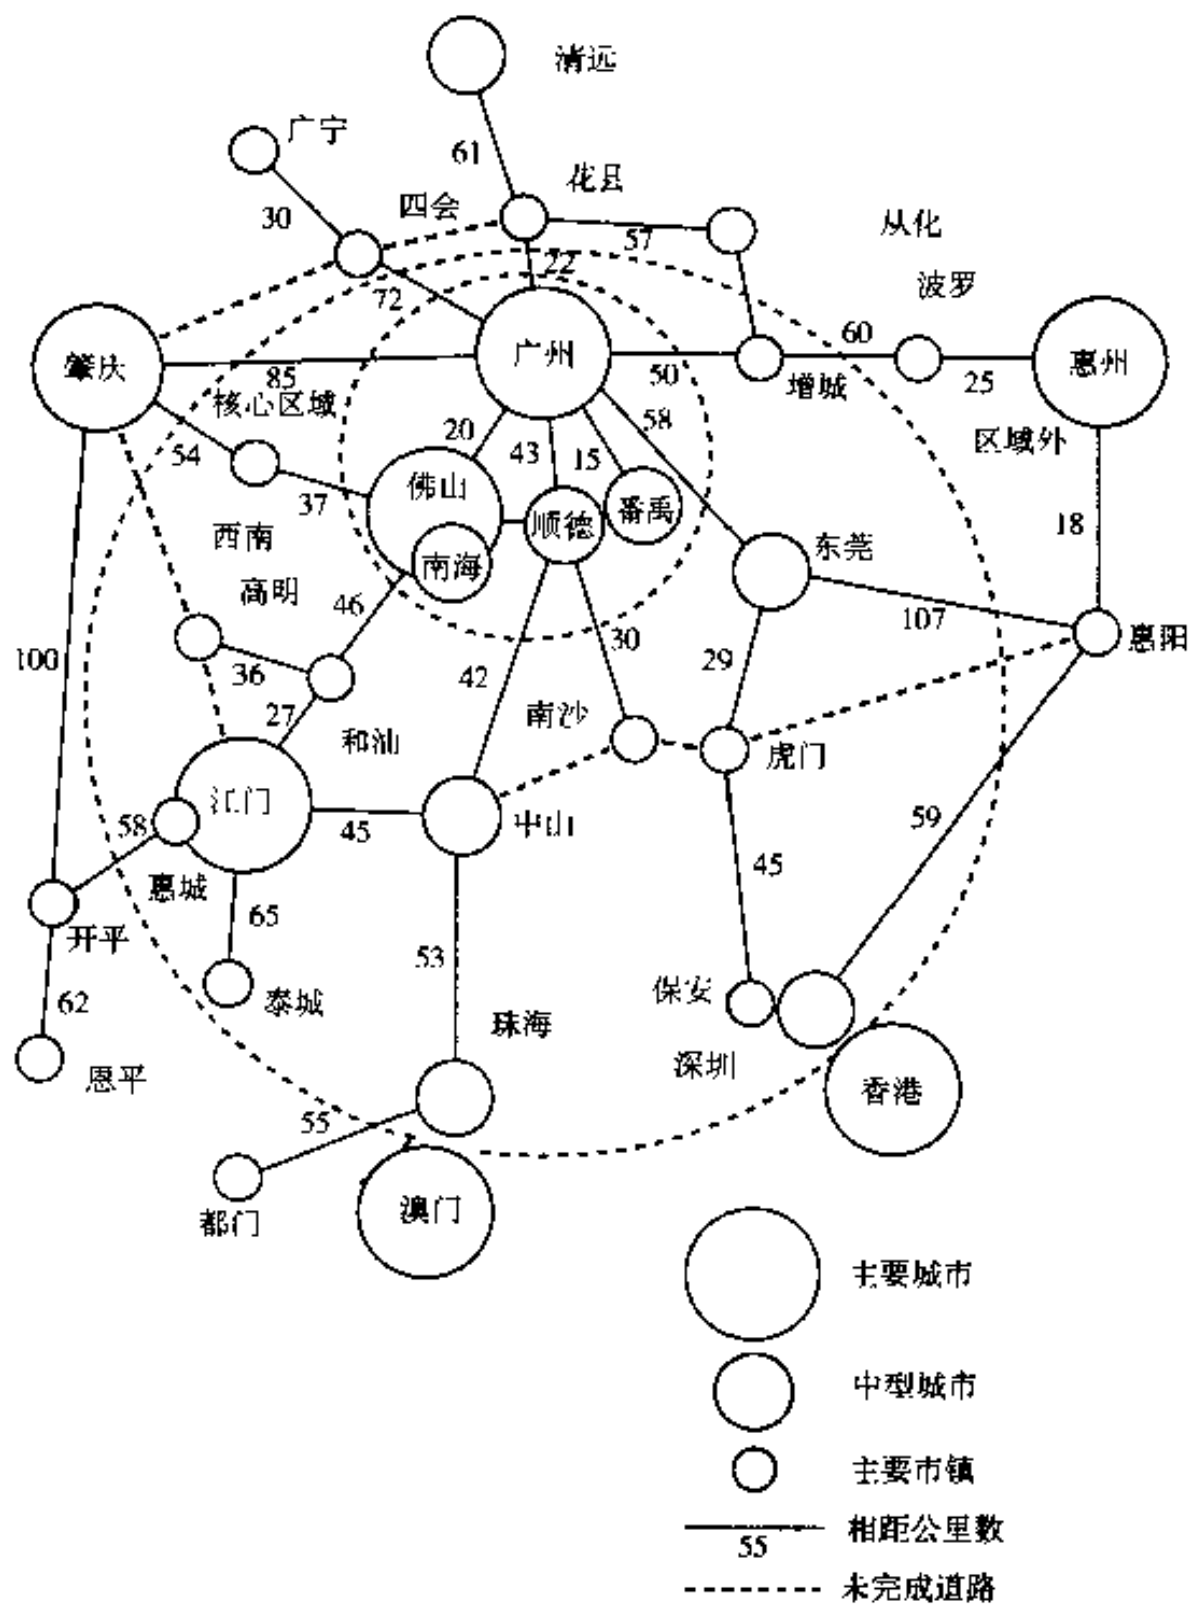 清远
广宁
61
花县
30
四会
57
从化
22
72
波罗
肇庆
广州
60
惠州
85
50
增城
25
核心区域
58
20
43
15
区域外
54
佛山
37
顺德
番禺
18
西南
南海
东莞
高明
46
107
惠阳
100
36
42
30
29
27
和汕
南沙
虎门
江门
58
45
中山
59
惠城
45
65
开平
53
62
泰城
保安
珠海
恩平
深圳
香港
55
都门
澳门
主要城市
中型城市
主要市镇
相距公里数
55
未完成道路